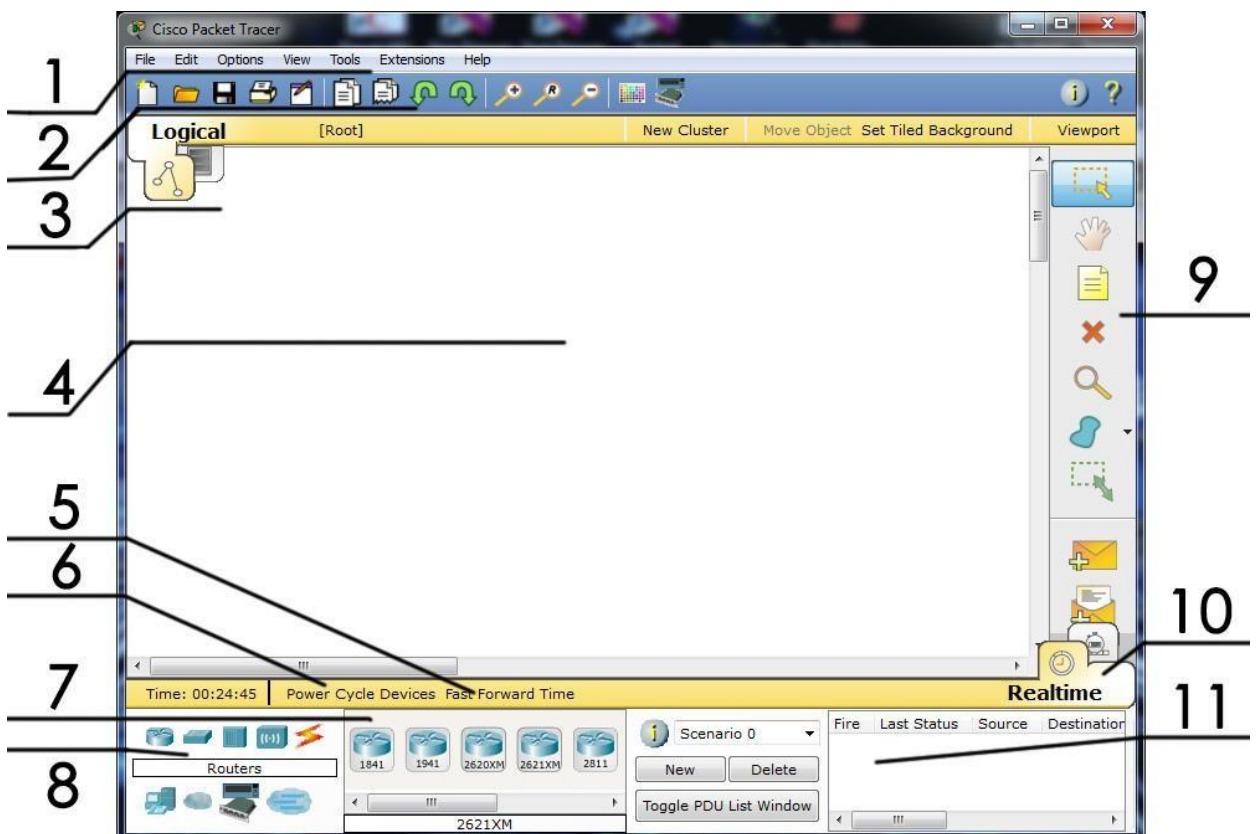 Cisco Packet Tracer
File Edit Options View Tools Extensions Help
1
2
3
4
5
6
7
8
9
10
11
R
i ?
Logical [Root] New Cluster Move Object Set Tiled Background Viewport
Time: 00:24:45 Power Cycle Devices Fast Forward Time Realtime
Routers
1841 1941 2620XM 2621XM 2811
2621XM
i Scenario 0
New Delete
Toggle PDU List Window
Fire Last Status Source Destination